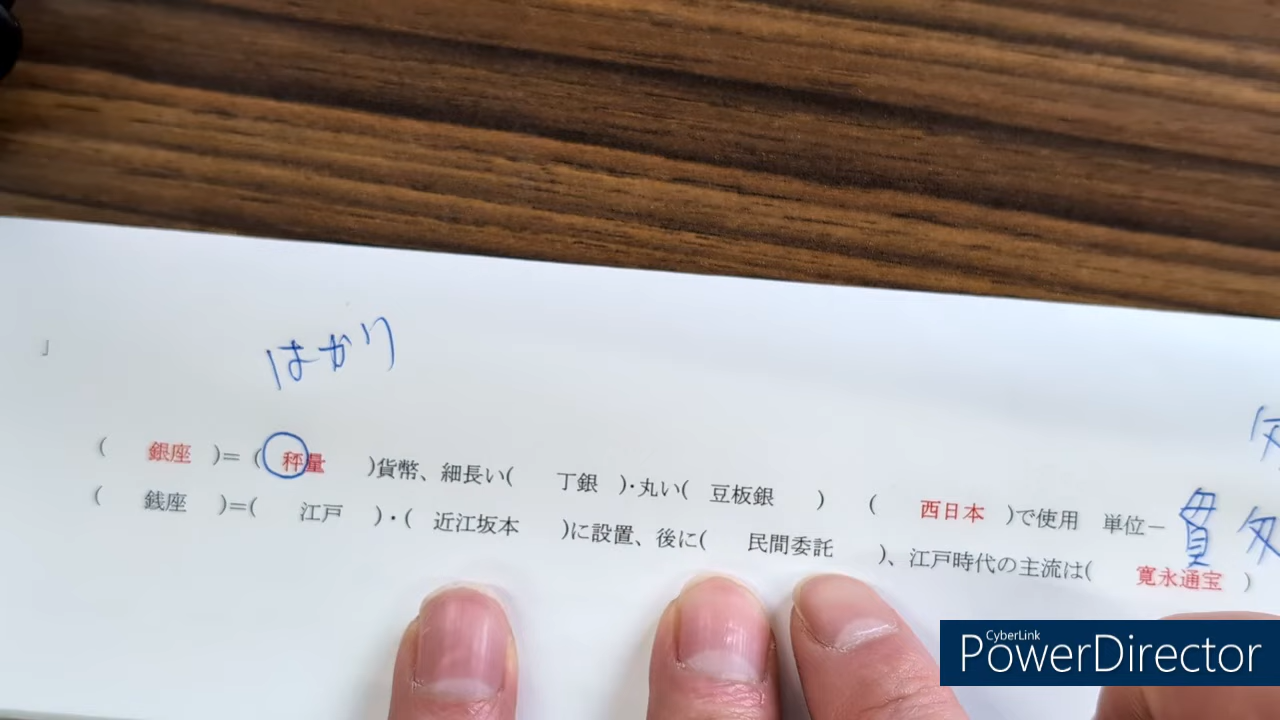 」
はかり
( 銀座 )＝( 秤量 )貨幣、細長い( 丁銀 )・丸い( 豆板銀 ) ( 西日本 )で使用 単位－ 貫 匁
( 銭座 )＝( 江戸 )・( 近江坂本 )に設置、後に( 民間委託 )、江戸時代の主流は( 寛永通宝 )
CyberLink
PowerDirector